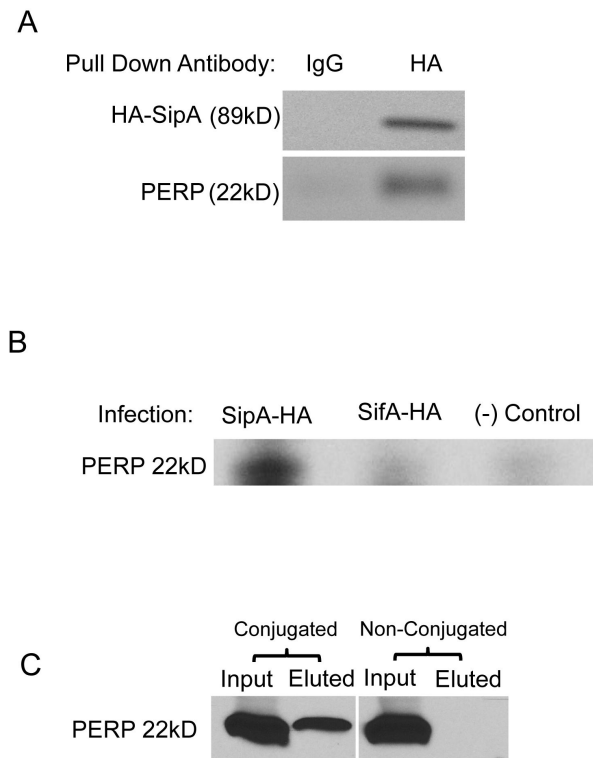 A
Pull Down Antibody: IgG HA
HA-SipA (89kD)
PERP (22kD)
B
Infection: SipA-HA SifA-HA (-) Control
PERP 22kD
C
Conjugated Non-Conjugated
Input Eluted Input Eluted
PERP 22kD